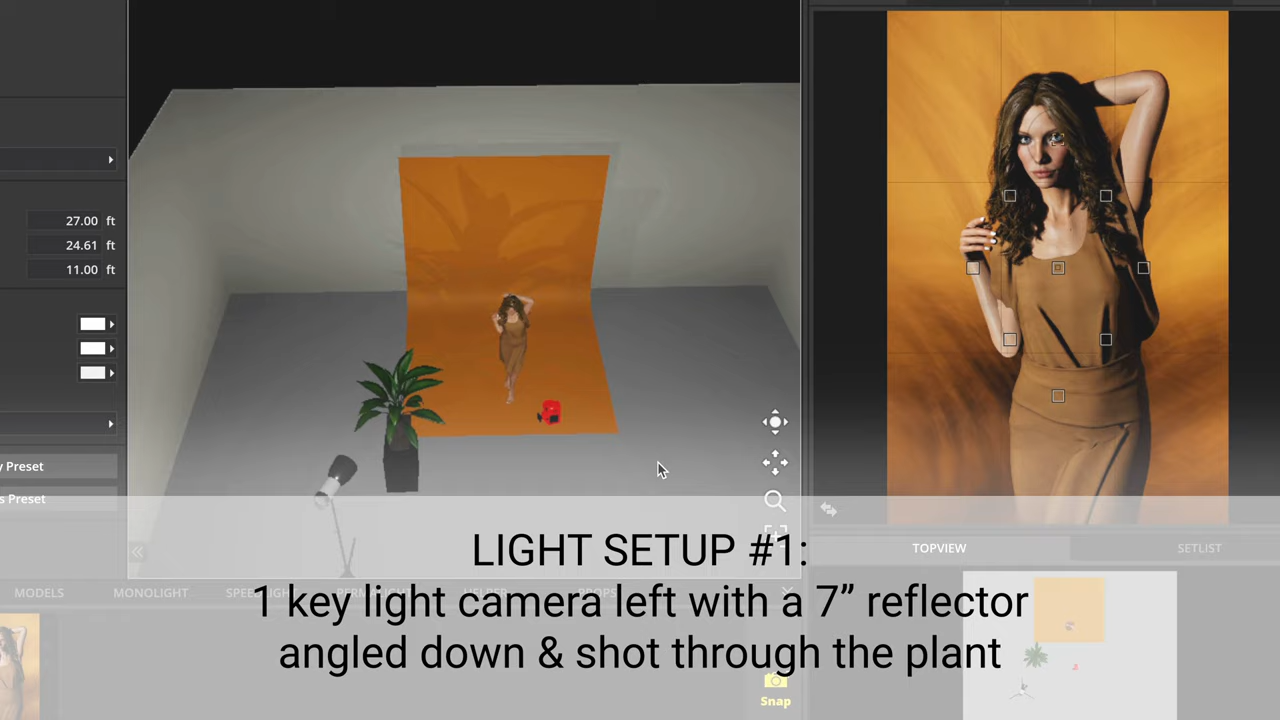 27.00 ft
24.61 ft
11.00 ft
y Preset
s Preset
LIGHT SETUP #1:
1 key light camera left with a 7” reflector
angled down & shot through the plant
TOPVIEW
SETLIST
MODELS
MONOLIGHT
PROPS
Snap